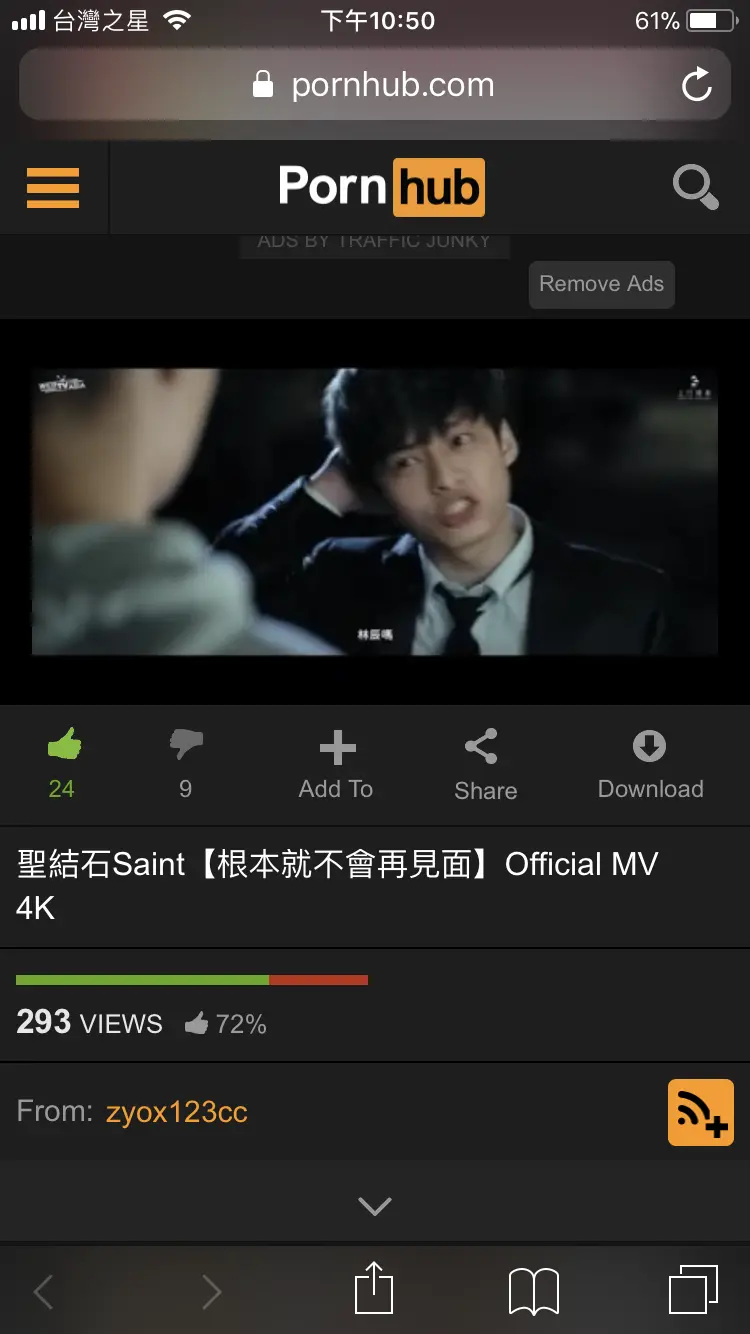 台灣之星
下午10:50
61%
pornhub.com
Porn hub
ADS BY TRAFFIC JUNKY
Remove Ads
林辰嗎
24
9
Add To
Share
Download
聖結石Saint【根本就不會再見面】Official MV
4K
293 VIEWS
72%
From: zyox123cc